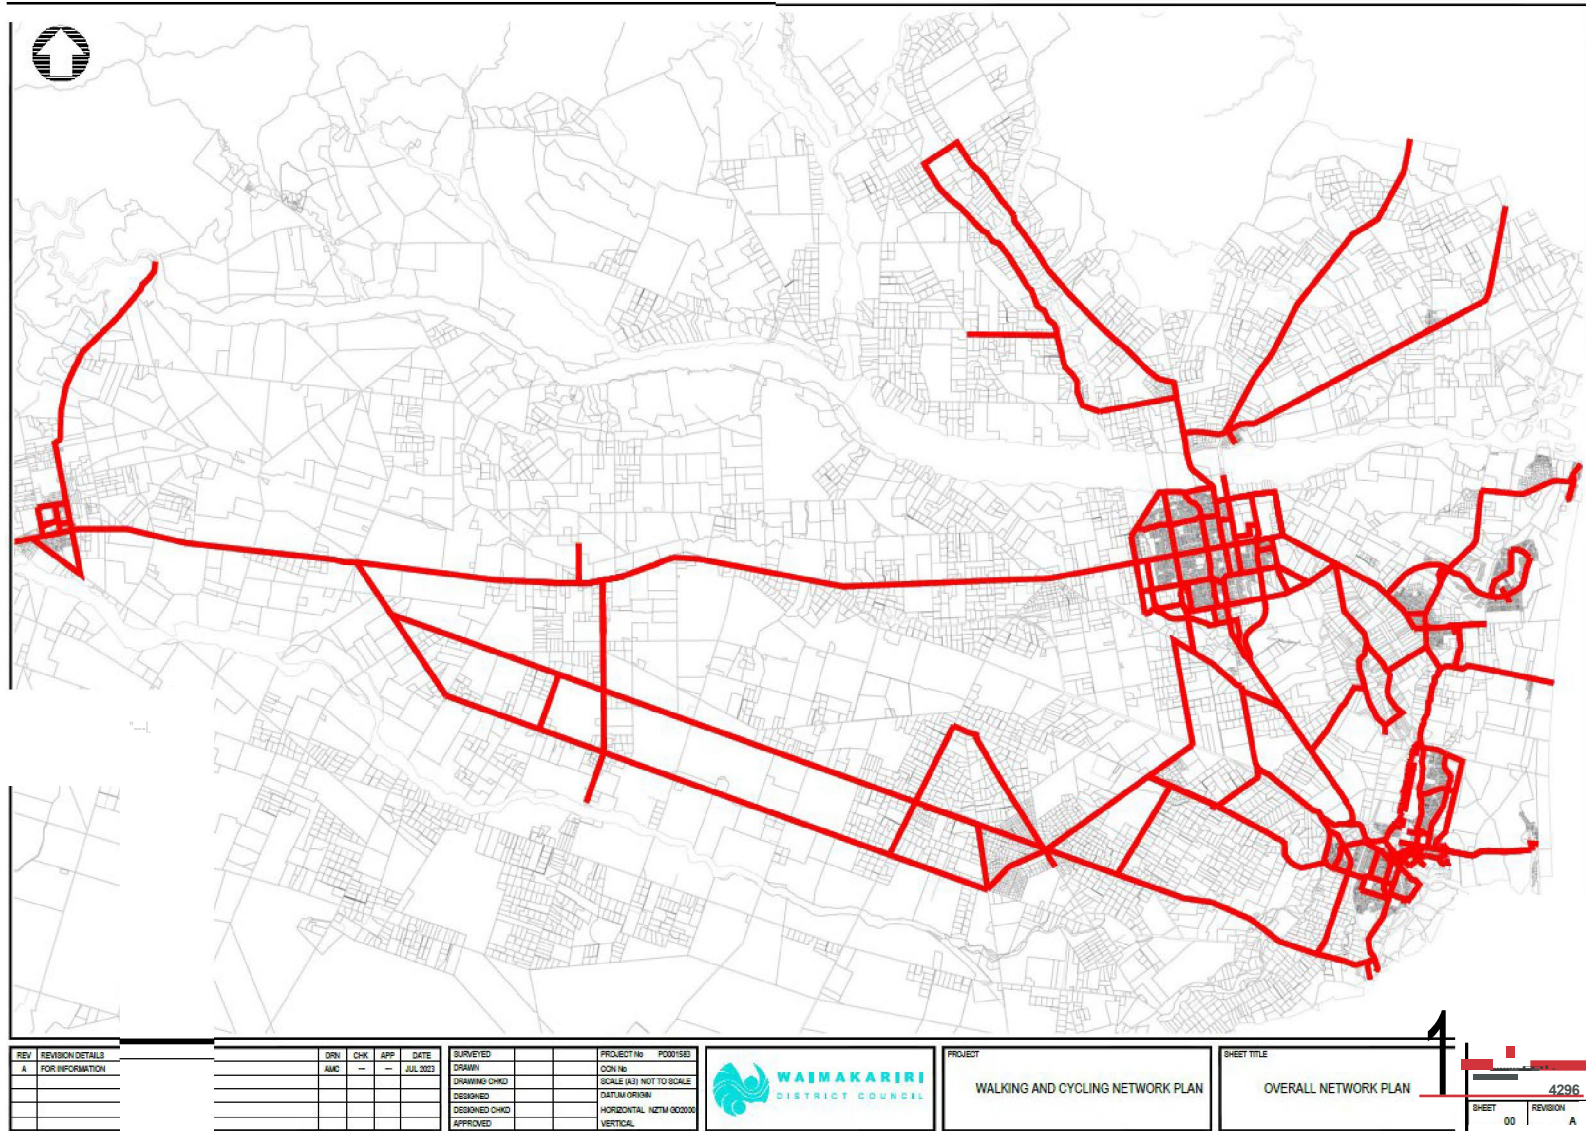 REV REVISION DETAILS DRN CHK APP DATE
A FOR INFORMATION AMC -- -- JUL 2023
SURVEYED
DRAWN
DRAWING CHKD
DESIGNED
DESIGNED CHKD
APPROVED
PROJECT No PD001583
CON No
SCALE (A3) NOT TO SCALE
DATUM ORIGIN
HORIZONTAL NZTM GD2000
VERTICAL
WAIMAKARIRI
DISTRICT COUNCIL
PROJECT
WALKING AND CYCLING NETWORK PLAN
SHEET TITLE
OVERALL NETWORK PLAN
1
4296
SHEET REVISION
00 A